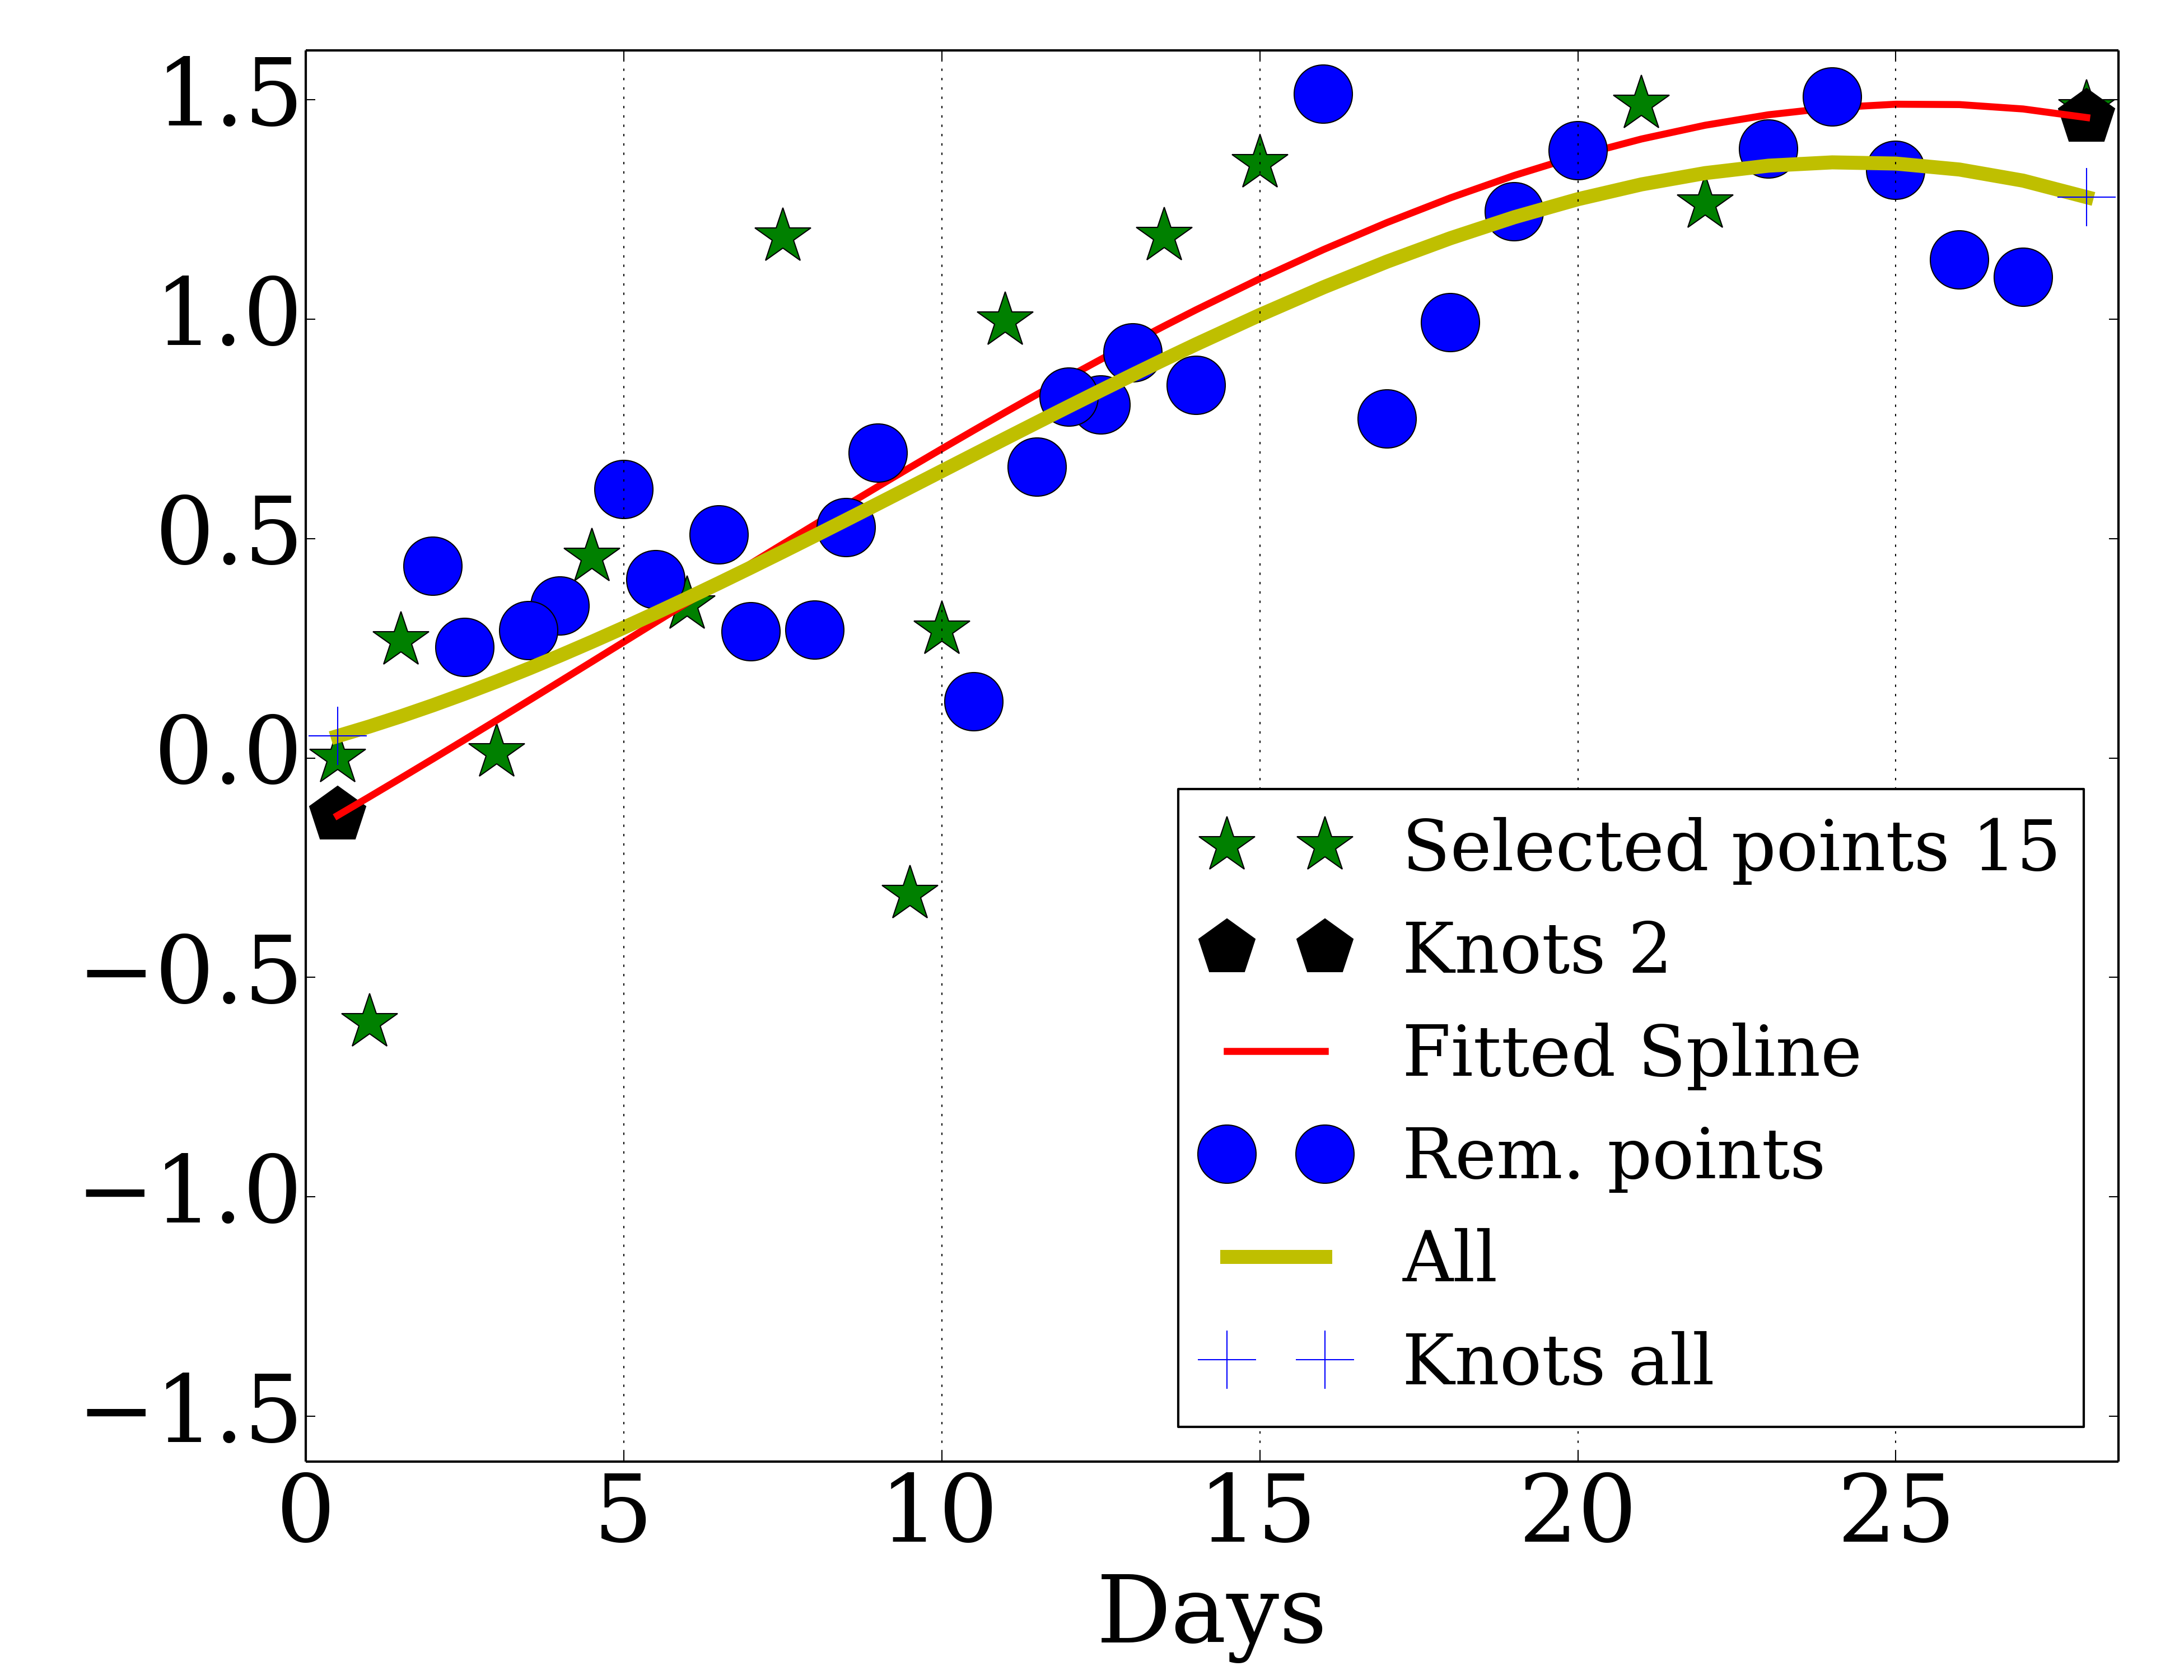 1.5
1.0
0.5
0.0
−0.5
−1.0
−1.5
Selected points 15
Knots 2
Fitted Spline
Rem. points
All
Knots all
0 5 10 15 20 25
Days